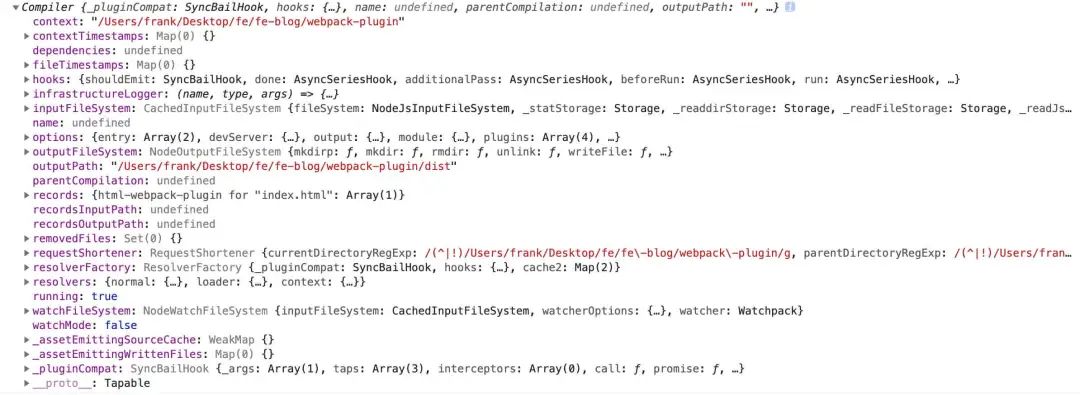 Compiler {_pluginCompat: SyncBailHook, hooks: {…}, name: undefined, parentCompilation: undefined, outputPath: "", …} i
context: "/Users/frank/Desktop/fe/fe-blog/webpack-plugin"
contextTimestamps: Map(0) {}
dependencies: undefined
fileTimestamps: Map(0) {}
hooks: {shouldEmit: SyncBailHook, done: AsyncSeriesHook, additionalPass: AsyncSeriesHook, beforeRun: AsyncSeriesHook, run: AsyncSeriesHook, …}
infrastructureLogger: (name, type, args) => {…}
inputFileSystem: CachedInputFileSystem {fileSystem: NodeJsInputFileSystem, _statStorage: Storage, _readdirStorage: Storage, _readFileStorage: Storage, _readJs…
name: undefined
options: {entry: Array(2), devServer: {…}, output: {…}, module: {…}, plugins: Array(4), …}
outputFileSystem: NodeOutputFileSystem {mkdirp: ƒ, mkdir: ƒ, rmdir: ƒ, unlink: ƒ, writeFile: ƒ, …}
outputPath: "/Users/frank/Desktop/fe/fe-blog/webpack-plugin/dist"
parentCompilation: undefined
records: {html-webpack-plugin for "index.html": Array(1)}
recordsInputPath: undefined
recordsOutputPath: undefined
removedFiles: Set(0) {}
requestShortener: RequestShortener {currentDirectoryRegExp: /(^|!)/Users/frank/Desktop/fe/fe\-blog/webpack\-plugin/g, parentDirectoryRegExp: /(^|!)/Users/fran…
resolverFactory: ResolverFactory {_pluginCompat: SyncBailHook, hooks: {…}, cache2: Map(2)}
resolvers: {normal: {…}, loader: {…}, context: {…}}
running: true
watchFileSystem: NodeWatchFileSystem {inputFileSystem: CachedInputFileSystem, watcherOptions: {…}, watcher: Watchpack}
watchMode: false
_assetEmittingSourceCache: WeakMap {}
_assetEmittingWrittenFiles: Map(0) {}
_pluginCompat: SyncBailHook {_args: Array(1), taps: Array(3), interceptors: Array(0), call: ƒ, promise: ƒ, …}
__proto__: Tapable